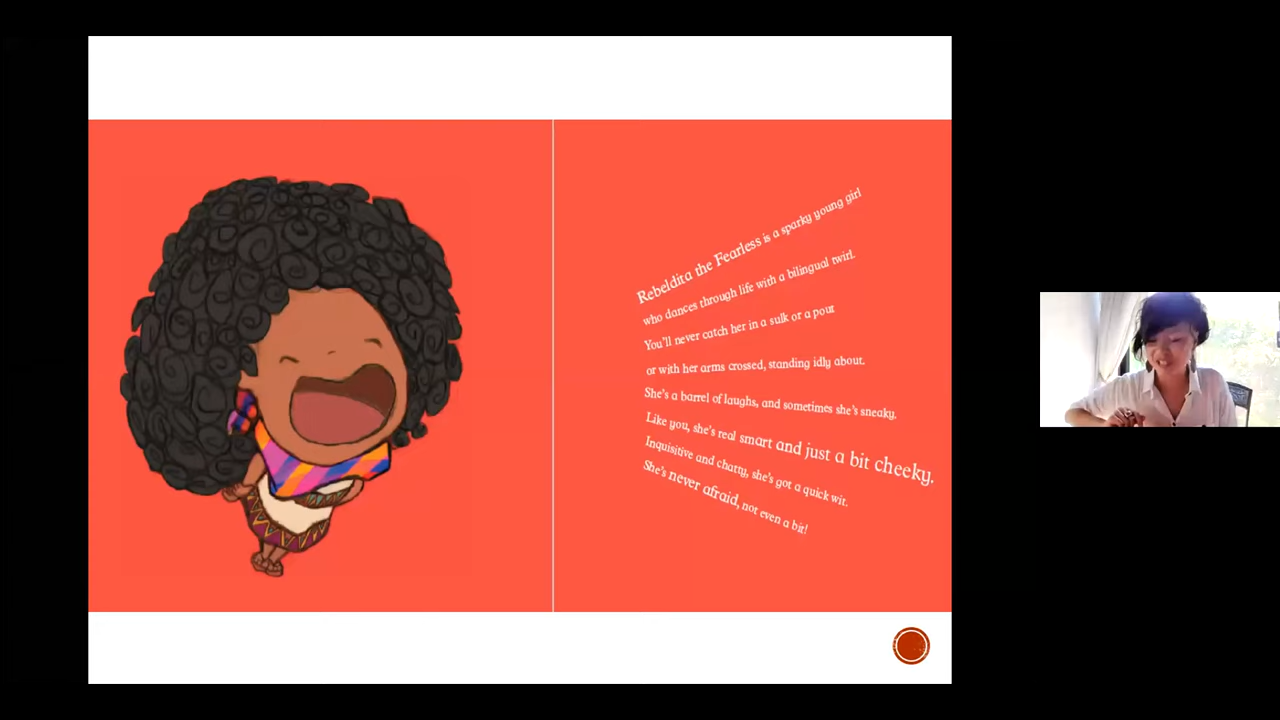 Rebeldita the Fearless is a sparky young girl
who dances through life with a bilingual twirl.
You'll never catch her in a sulk or a pout
or with her arms crossed, standing idly about.
She's a barrel of laughs, and sometimes she's sneaky.
Like you, she's real smart and just a bit cheeky.
Inquisitive and chatty, she's got a quick wit.
She's never afraid, not even a bit!